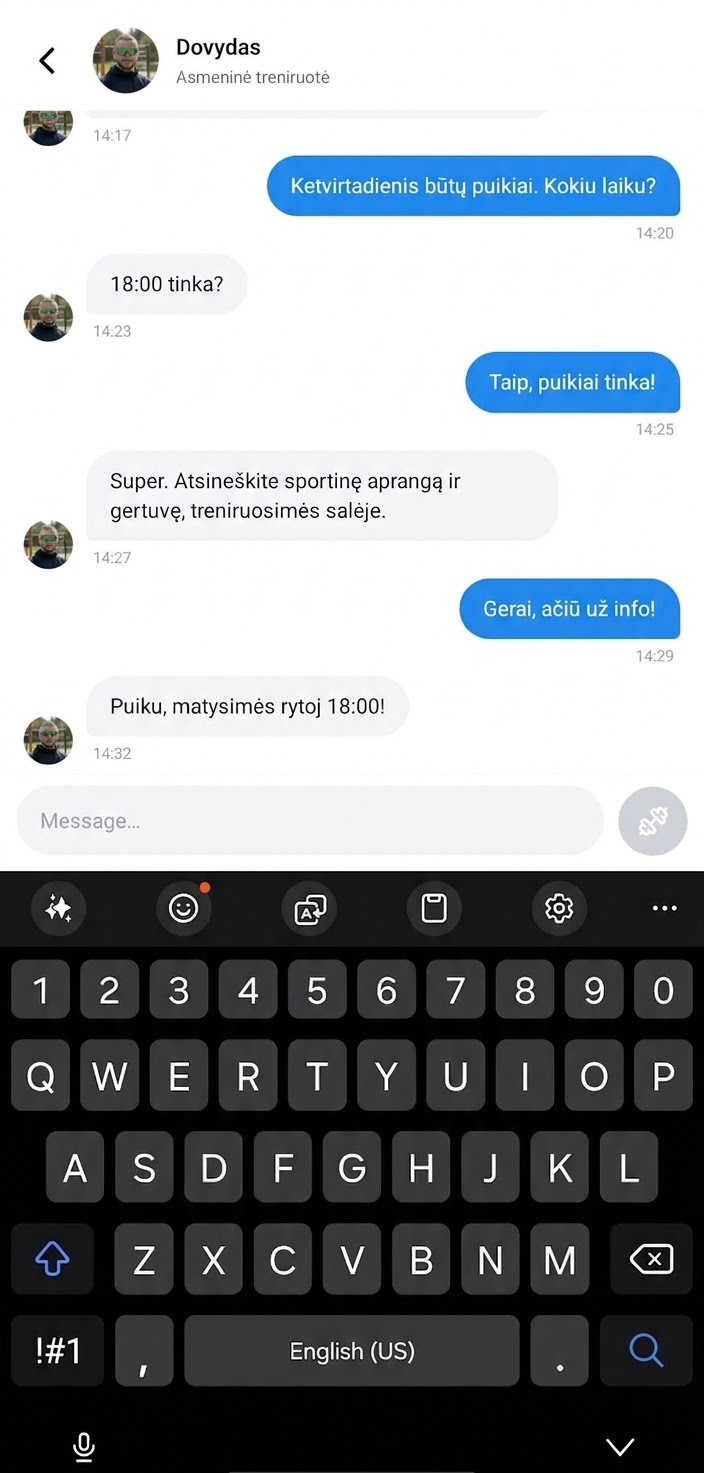 Dovydas
Asmeninė treniruotė
14:17
Ketvirtadienis būtų puikiai. Kokiu laiku?
14:20
18:00 tinka?
14:23
Taip, puikiai tinka!
14:25
Super. Atsineškite sportinę aprangą ir
gertuvę, treniruosimės salėje.
14:27
Gerai, ačiū už info!
14:29
Puiku, matysimės rytoj 18:00!
14:32
Message...
A
1 2 3 4 5 6 7 8 9 0
Q W E R T Y U I O P
A S D F G H J K L
Z X C V B N M
!#1 , English (US) .